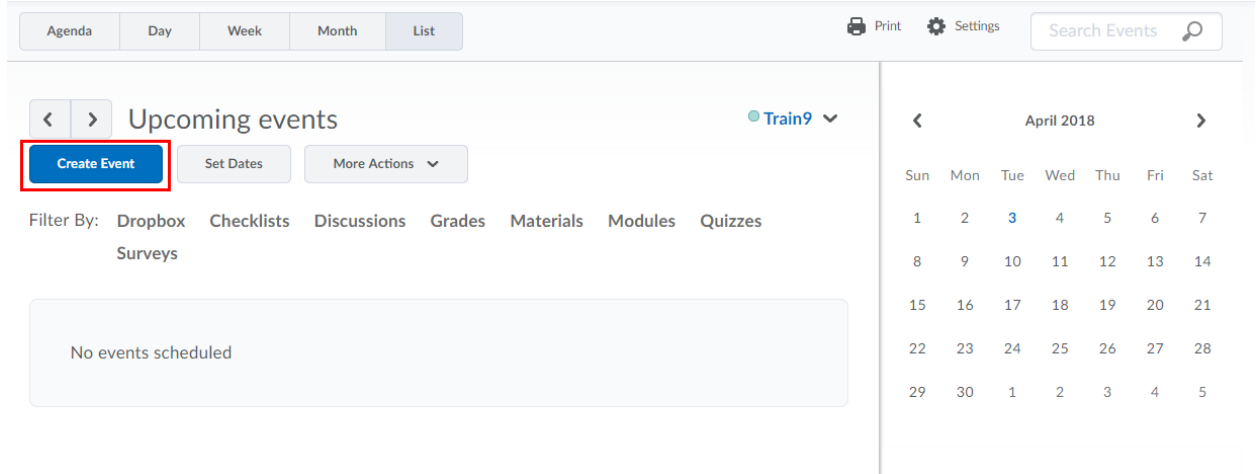 Agenda Day Week Month List Print Settings Search Events
Upcoming events Train9
Create Event Set Dates More Actions
Filter By: Dropbox Checklists Discussions Grades Materials Modules Quizzes
Surveys
No events scheduled
April 2018
Sun Mon Tue Wed Thu Fri Sat
1 2 3 4 5 6 7
8 9 10 11 12 13 14
15 16 17 18 19 20 21
22 23 24 25 26 27 28
29 30 1 2 3 4 5